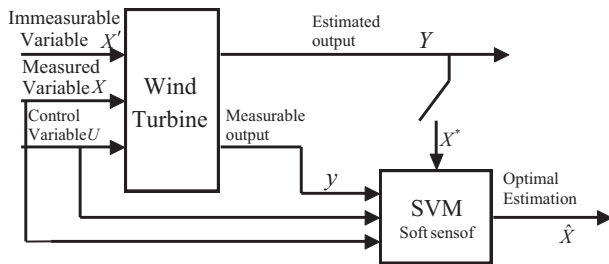 Immeasurable
Variable X′
Measured
Variable X
Control
Variable U
Wind
Turbine
Estimated
output
Y
Measurable
output
y
X*
SVM
Soft sensof
Optimal
Estimation
X̂